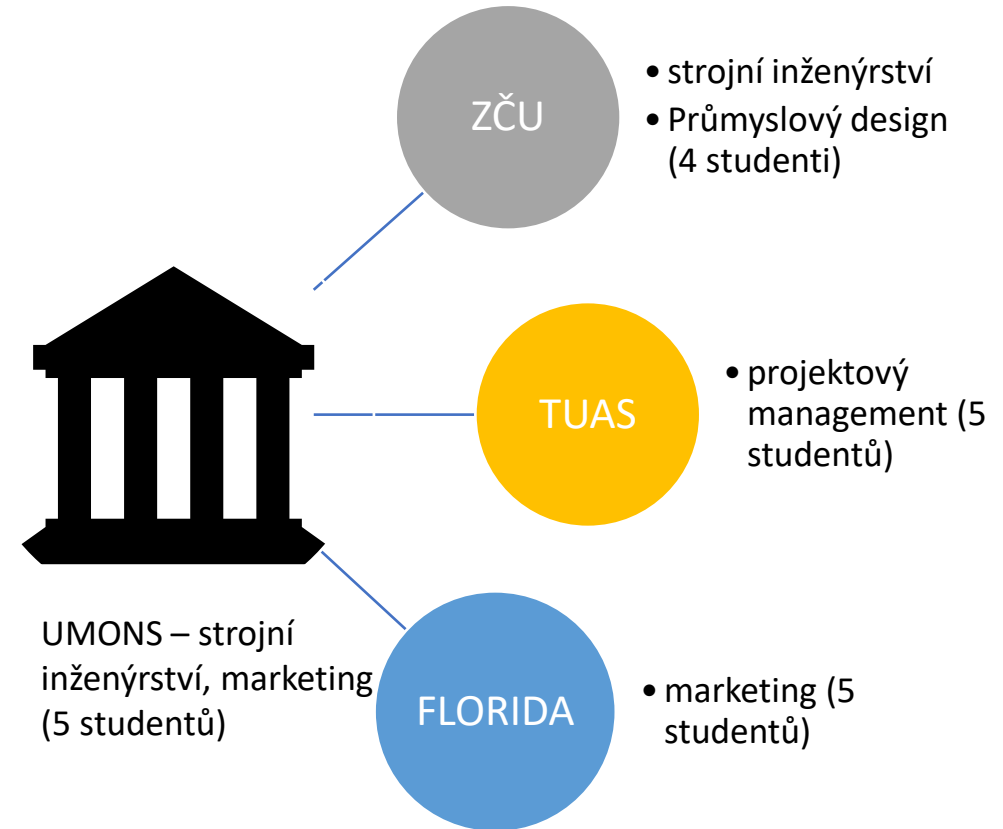 ZČU
• strojní inženýrství
• Průmyslový design
(4 studenti)
TUAS
• projektový
management (5
studentů)
UMONS – strojní
inženýrství, marketing
(5 studentů)
FLORIDA
• marketing (5
studentů)